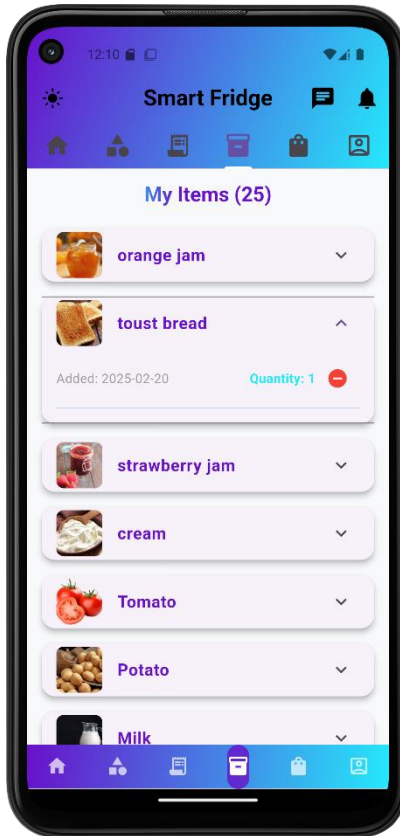 12:10
Smart Fridge
My Items (25)
orange jam
toust bread
Added: 2025-02-20 Quantity: 1
strawberry jam
cream
Tomato
Potato
Milk